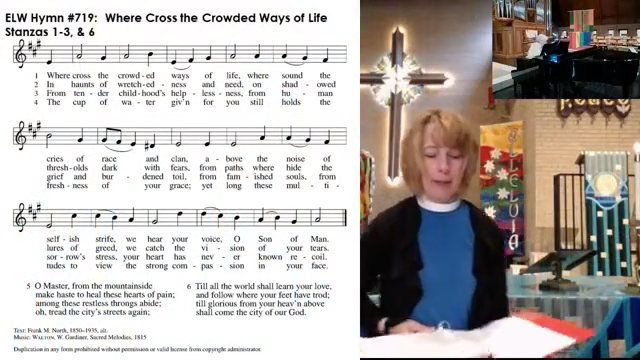 ELW Hymn #719:  Where Cross the Crowded Ways of Life
Stanzas 1-3, & 6
1 Where cross the crowd - ed ways of life, where sound the
2 In haunts of wretch-ed - ness and need, on shad - owed
3 From ten - der child-hood's help - less-ness, from hu - man
4 The cup of wa - ter giv'n for you still holds the
cries of race and clan, a - bove the noise of
thresh-olds dark with fears, from paths where hide the
grief and bur - dened toil, from fam - ished souls, from
fresh - ness of your grace; yet long these mul - ti -
self - ish strife, we hear your voice, O Son of Man.
lures of greed, we catch the vi - sion of your tears.
sor - row's stress, your heart has nev - er known re - coil.
tudes to view the strong com - pas - sion in your face.
5 O Master, from the mountainside
make haste to heal these hearts of pain;
among these restless throngs abide;
oh, tread the city's streets again;
6 Till all the world shall learn your love,
and follow where your feet have trod;
till glorious from your heav'n above
shall come the city of our God.
Text: Frank M. North, 1850–1935, alt.
Music: WALTON, W. Gardiner, Sacred Melodies, 1815
Duplication in any form prohibited without permission or valid license from copyright administrator.
ALLELUIA